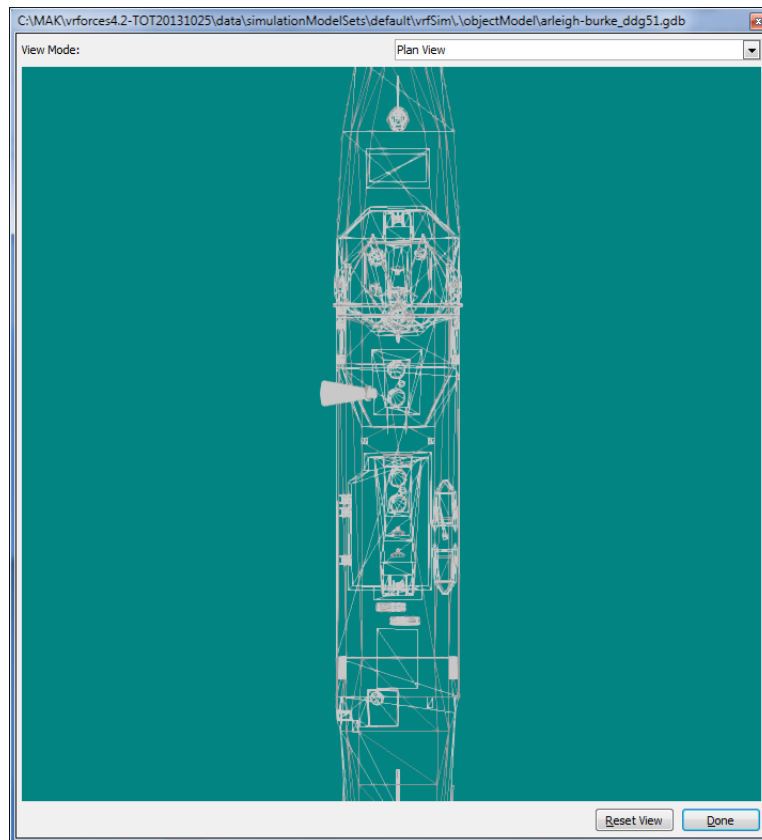 C:\MAK\vrforces4.2-TOT20131025\data\simulationModelSets\default\vrfSim\.\objectModel\arleigh-burke_ddg51.gdb
View Mode: Plan View
Reset View Done